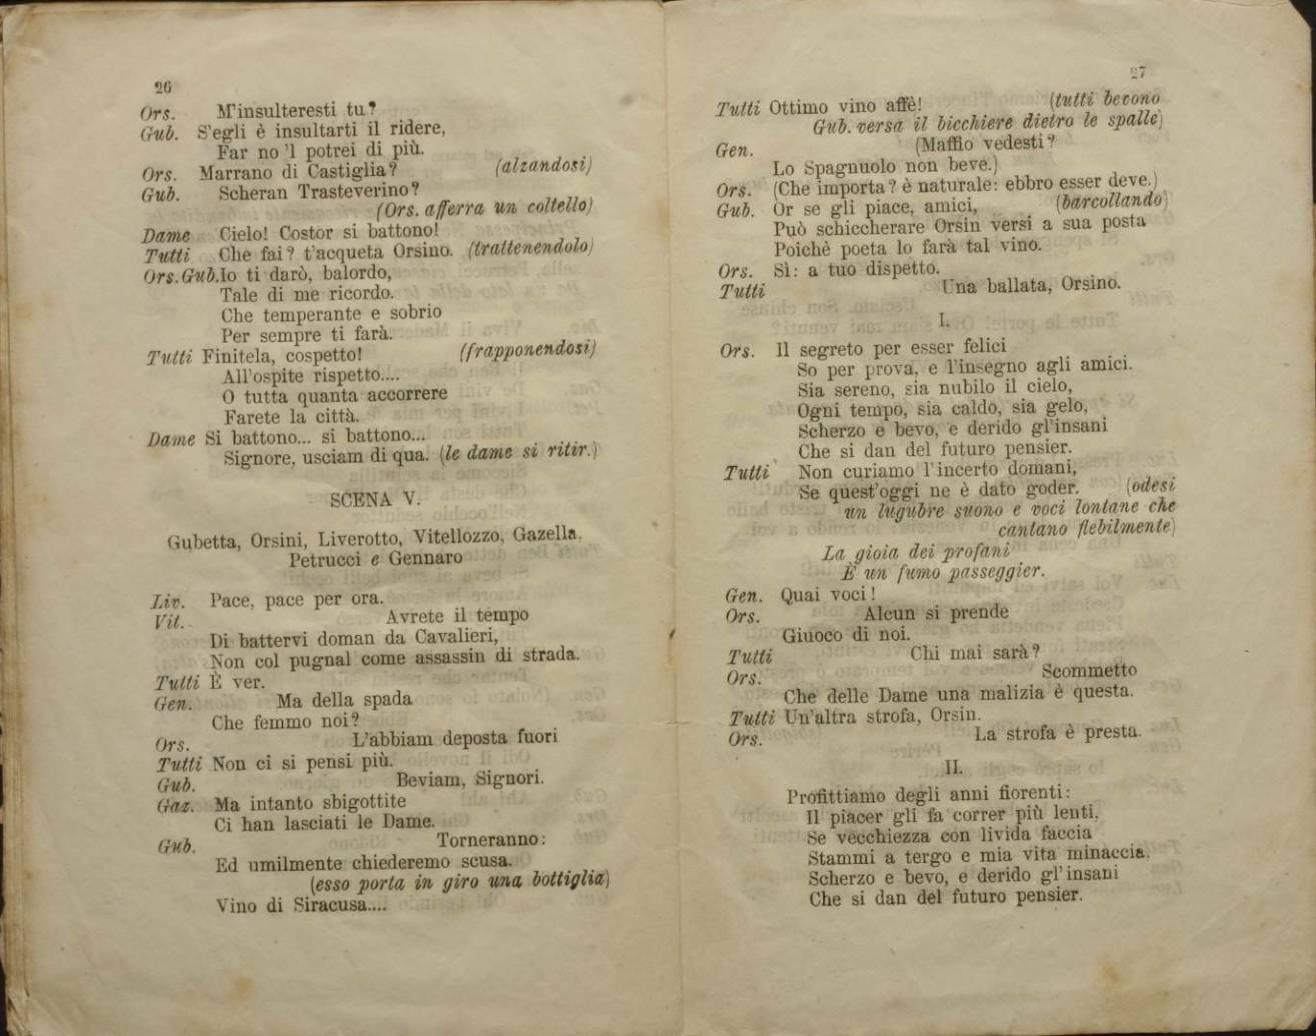 26
Ors. M'insulteresti tu?
Gub. S'egli è insultarti il ridere,
Far no 'l potrei di più.
Ors. Marrano di Castiglia? (alzandosi)
Gub. Scheran Trasteverino?
(Ors. afferra un coltello)
Dame Cielo! Costor si battono!
Tutti Che fai? t'acqueta Orsino. (trattenendolo)
Ors.Gub.Io ti darò, balordo,
Tale di me ricordo.
Che temperante e sobrio
Per sempre ti farà.
Tutti Finitela, cospetto! (frapponendosi)
All'ospite rispetto....
O tutta quanta accorrere
Farete la città.
Dame Si battono... si battono...
Signore, usciam di qua. (le dame si ritir.)
SCENA V.
Gubetta, Orsini, Liverotto, Vitellozzo, Gazella,
Petrucci e Gennaro
Liv. Pace, pace per ora.
Vit. Avrete il tempo
Di battervi doman da Cavalieri,
Non col pugnal come assassin di strada.
Tutti È ver.
Gen. Ma della spada
Che femmo noi?
Ors. L'abbiam deposta fuori
Tutti Non ci si pensi più.
Gub. Beviam, Signori.
Gaz. Ma intanto sbigottite
Ci han lasciati le Dame.
Gub. Torneranno:
Ed umilmente chiederemo scusa.
(esso porta in giro una bottiglia)
Vino di Siracusa....
27
Tutti Ottimo vino affè! (tutti bevono
Gub. versa il bicchiere dietro le spalle)
Gen. (Maffio vedesti?
Lo Spagnuolo non beve.)
Ors. (Che importa? è naturale: ebbro esser deve.)
Gub. Or se gli piace, amici, (barcollando)
Può schiccherare Orsin versi a sua posta
Poichè poeta lo farà tal vino.
Ors. Sì: a tuo dispetto.
Tutti Una ballata, Orsino.
I.
Ors. Il segreto per esser felici
So per prova, e l'insegno agli amici.
Sia sereno, sia nubilo il cielo,
Ogni tempo, sia caldo, sia gelo,
Scherzo e bevo, e derido gl'insani
Che si dan del futuro pensier.
Tutti Non curiamo l'incerto domani,
Se quest'oggi ne è dato goder. (odesi
un lugubre suono e voci lontane che
cantano flebilmente)
La gioia dei profani
È un fumo passeggier.
Gen. Quai voci!
Ors. Alcun si prende
Giuoco di noi.
Tutti Chi mai sarà?
Ors. Scommetto
Che delle Dame una malizia è questa.
Tutti Un'altra strofa, Orsin.
Ors. La strofa è presta.
II.
Profittiamo degli anni fiorenti:
Il piacer gli fa correr più lenti,
Se vecchiezza con livida faccia
Stammi a tergo e mia vita minaccia,
Scherzo e bevo, e derido gl'insani
Che si dan del futuro pensier.